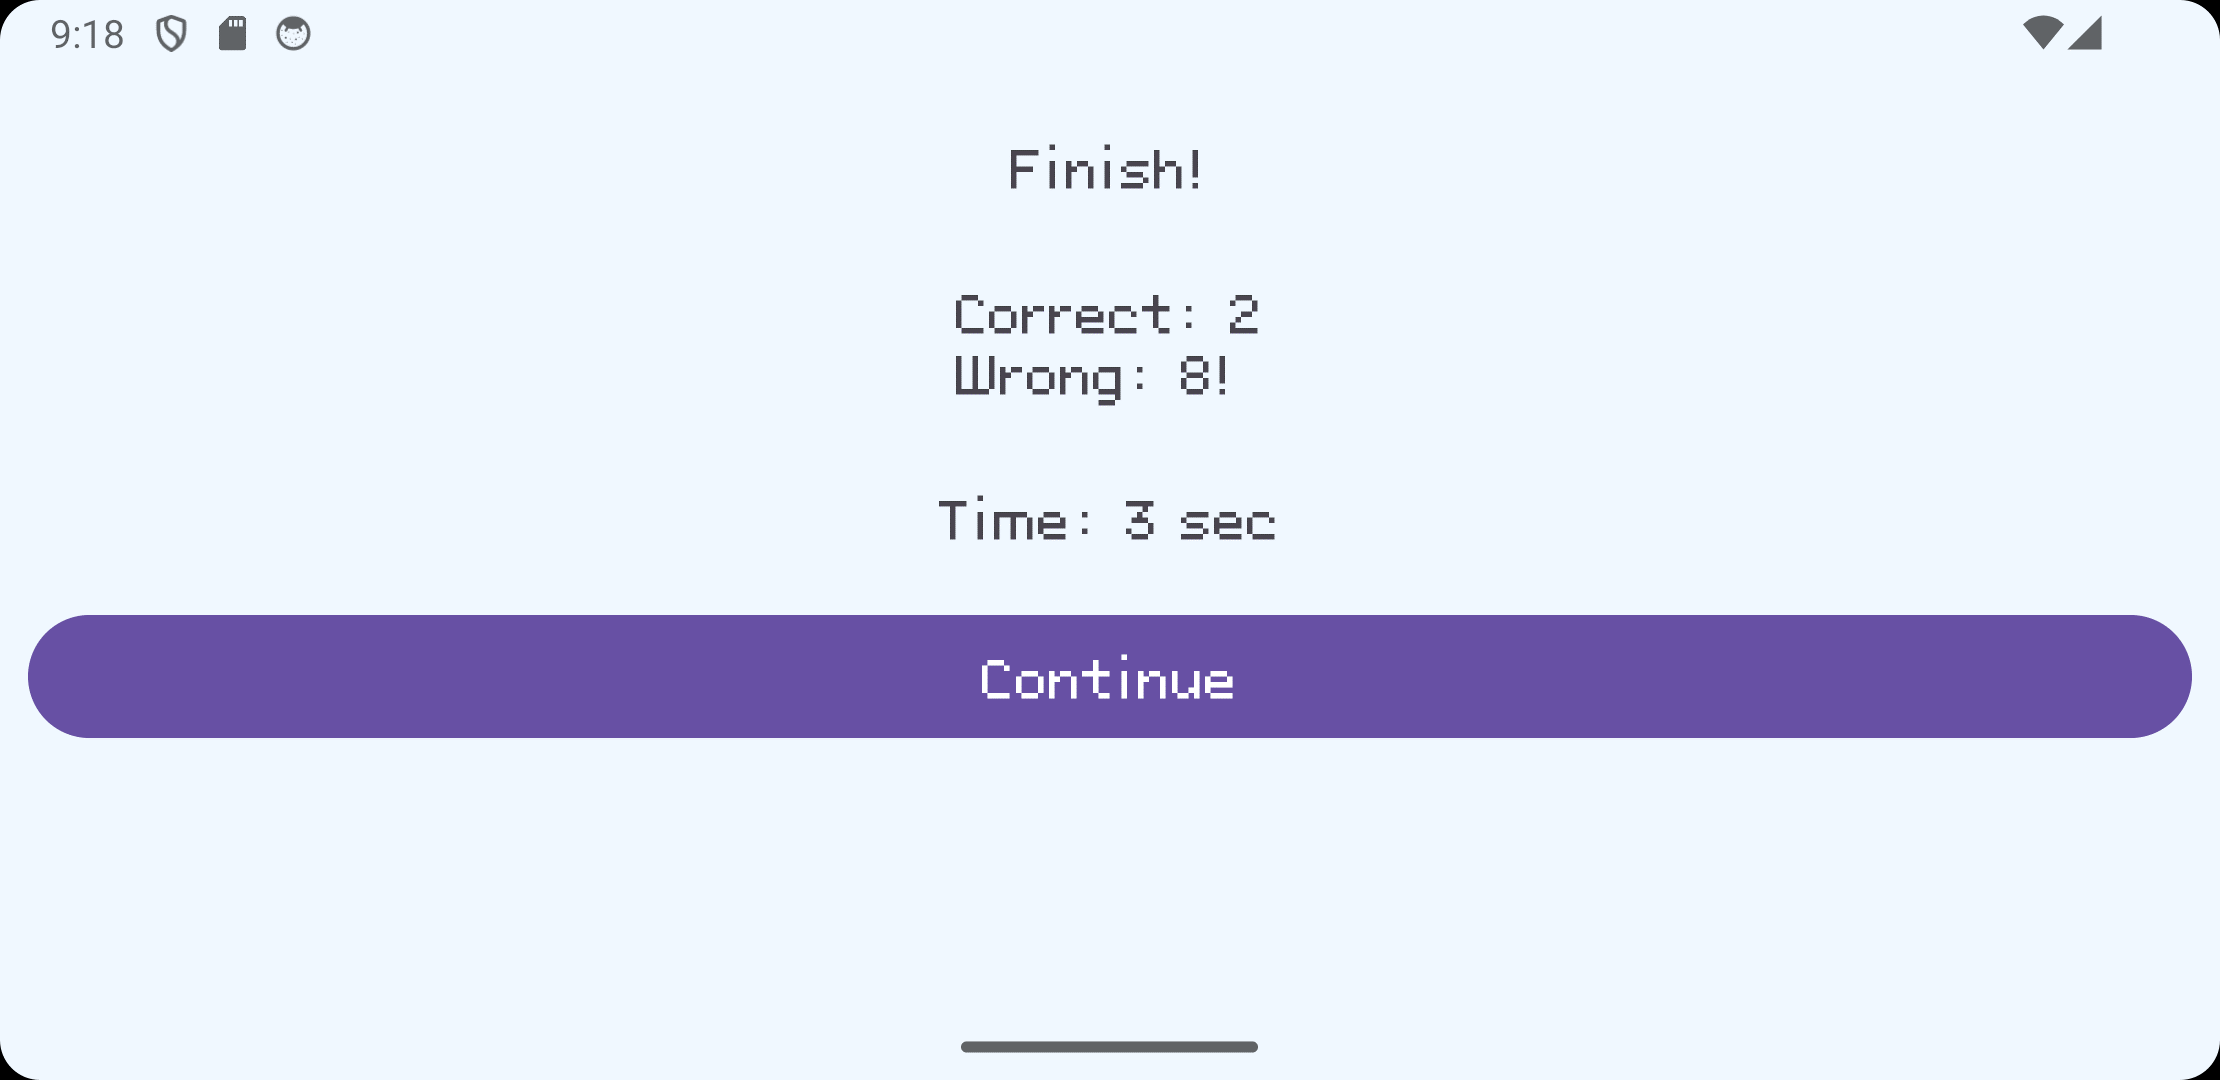 9:18
Finish!
Correct: 2
Wrong: 8!
Time: 3 sec
Continue